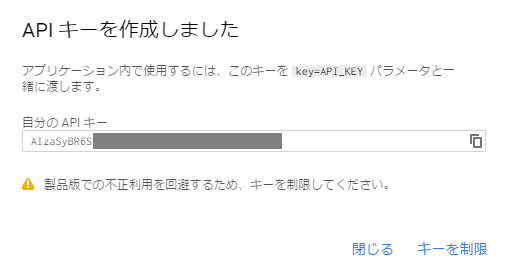 API キーを作成しました
アプリケーション内で使用するには、このキーを key=API_KEY パラメータと一
緒に渡します。
自分の API キー
AIzaSyBR6S
製品版での不正利用を回避するため、キーを制限してください。
閉じる キーを制限